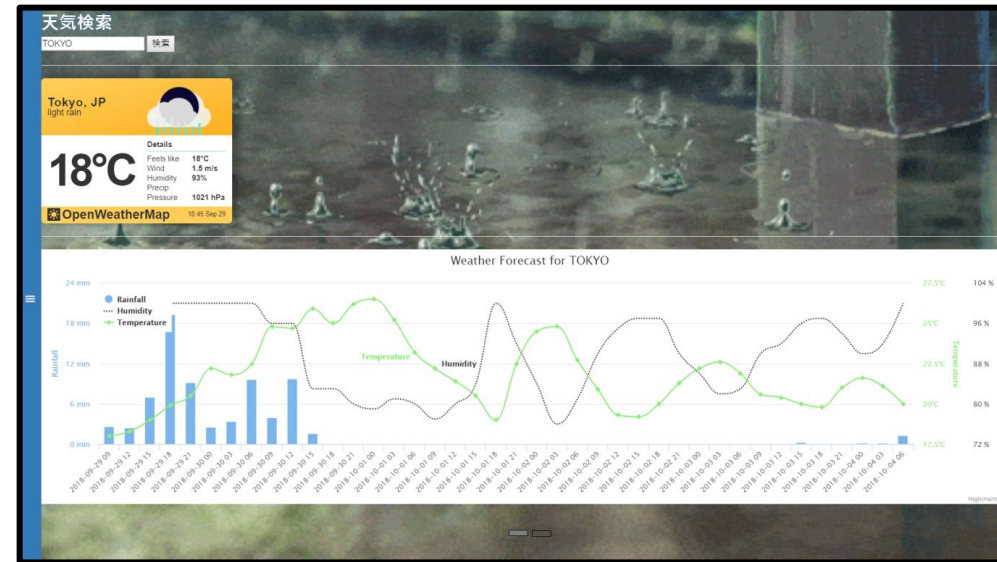 天気検索
TOKYO 検索
Tokyo, JP
light rain
18°C
Details
Feels like 18°C
Wind 1.5 m/s
Humidity 93%
Precip
Pressure 1021 hPa
OpenWeatherMap 16:45 Sep 29
Weather Forecast for TOKYO
24 mm
18 mm
12 mm
6 mm
0 mm
Rainfall
Rainfall
Humidity
Temperature
Temperature
Humidity
27.5°C
25°C
22.5°C
20°C
17.5°C
Temperature
104 %
96 %
88 %
80 %
72 %
2018-09-29 09
2018-09-29 12
2018-09-29 15
2018-09-29 18
2018-09-29 21
2018-09-30 00
2018-09-30 03
2018-09-30 06
2018-09-30 09
2018-09-30 12
2018-09-30 15
2018-09-30 18
2018-09-30 21
2018-10-01 00
2018-10-01 03
2018-10-01 06
2018-10-01 09
2018-10-01 12
2018-10-01 15
2018-10-01 18
2018-10-01 21
2018-10-02 00
2018-10-02 03
2018-10-02 06
2018-10-02 09
2018-10-02 12
2018-10-02 15
2018-10-02 18
2018-10-02 21
2018-10-03 00
2018-10-03 03
2018-10-03 06
2018-10-03 09
2018-10-03 12
2018-10-03 15
2018-10-03 18
2018-10-03 21
2018-10-04 00
2018-10-04 03
2018-10-04 06